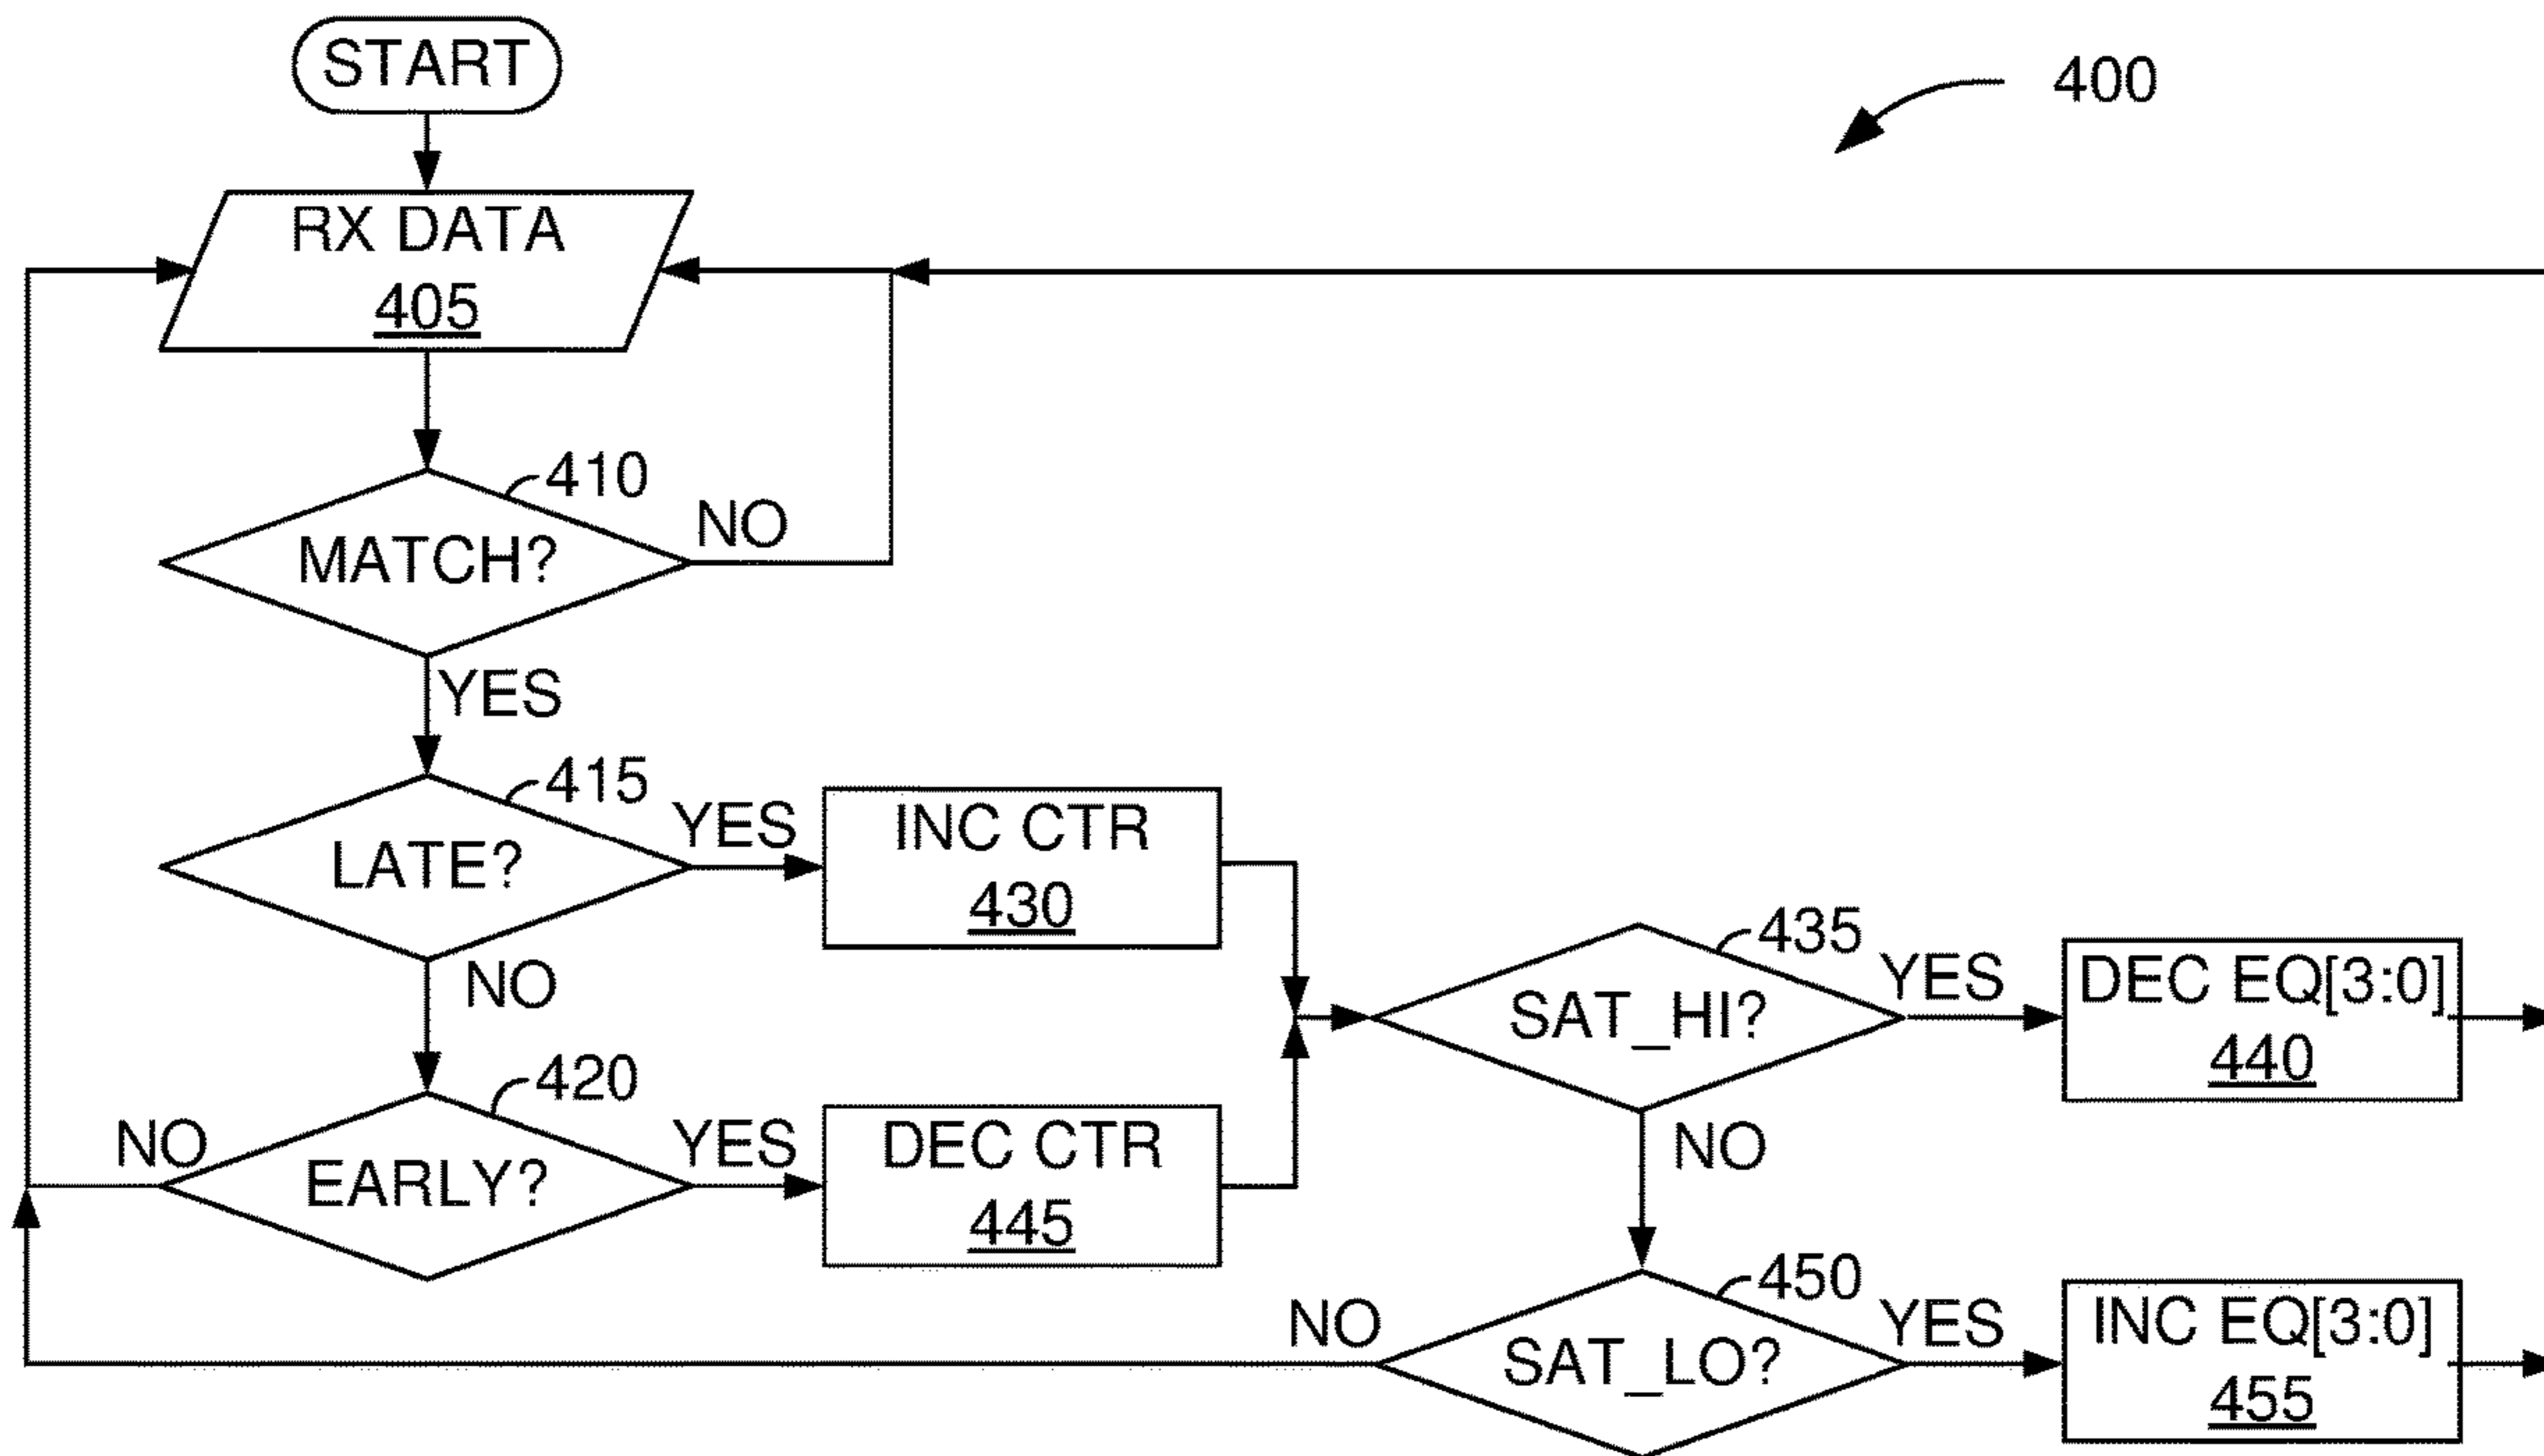 START
400
RX DATA
405
410
MATCH?
NO
YES
415
LATE?
YES
INC CTR
430
NO
435
SAT_HI?
YES
DEC EQ[3:0]
440
NO
420
EARLY?
NO
YES
DEC CTR
445
450
SAT_LO?
NO
YES
INC EQ[3:0]
455